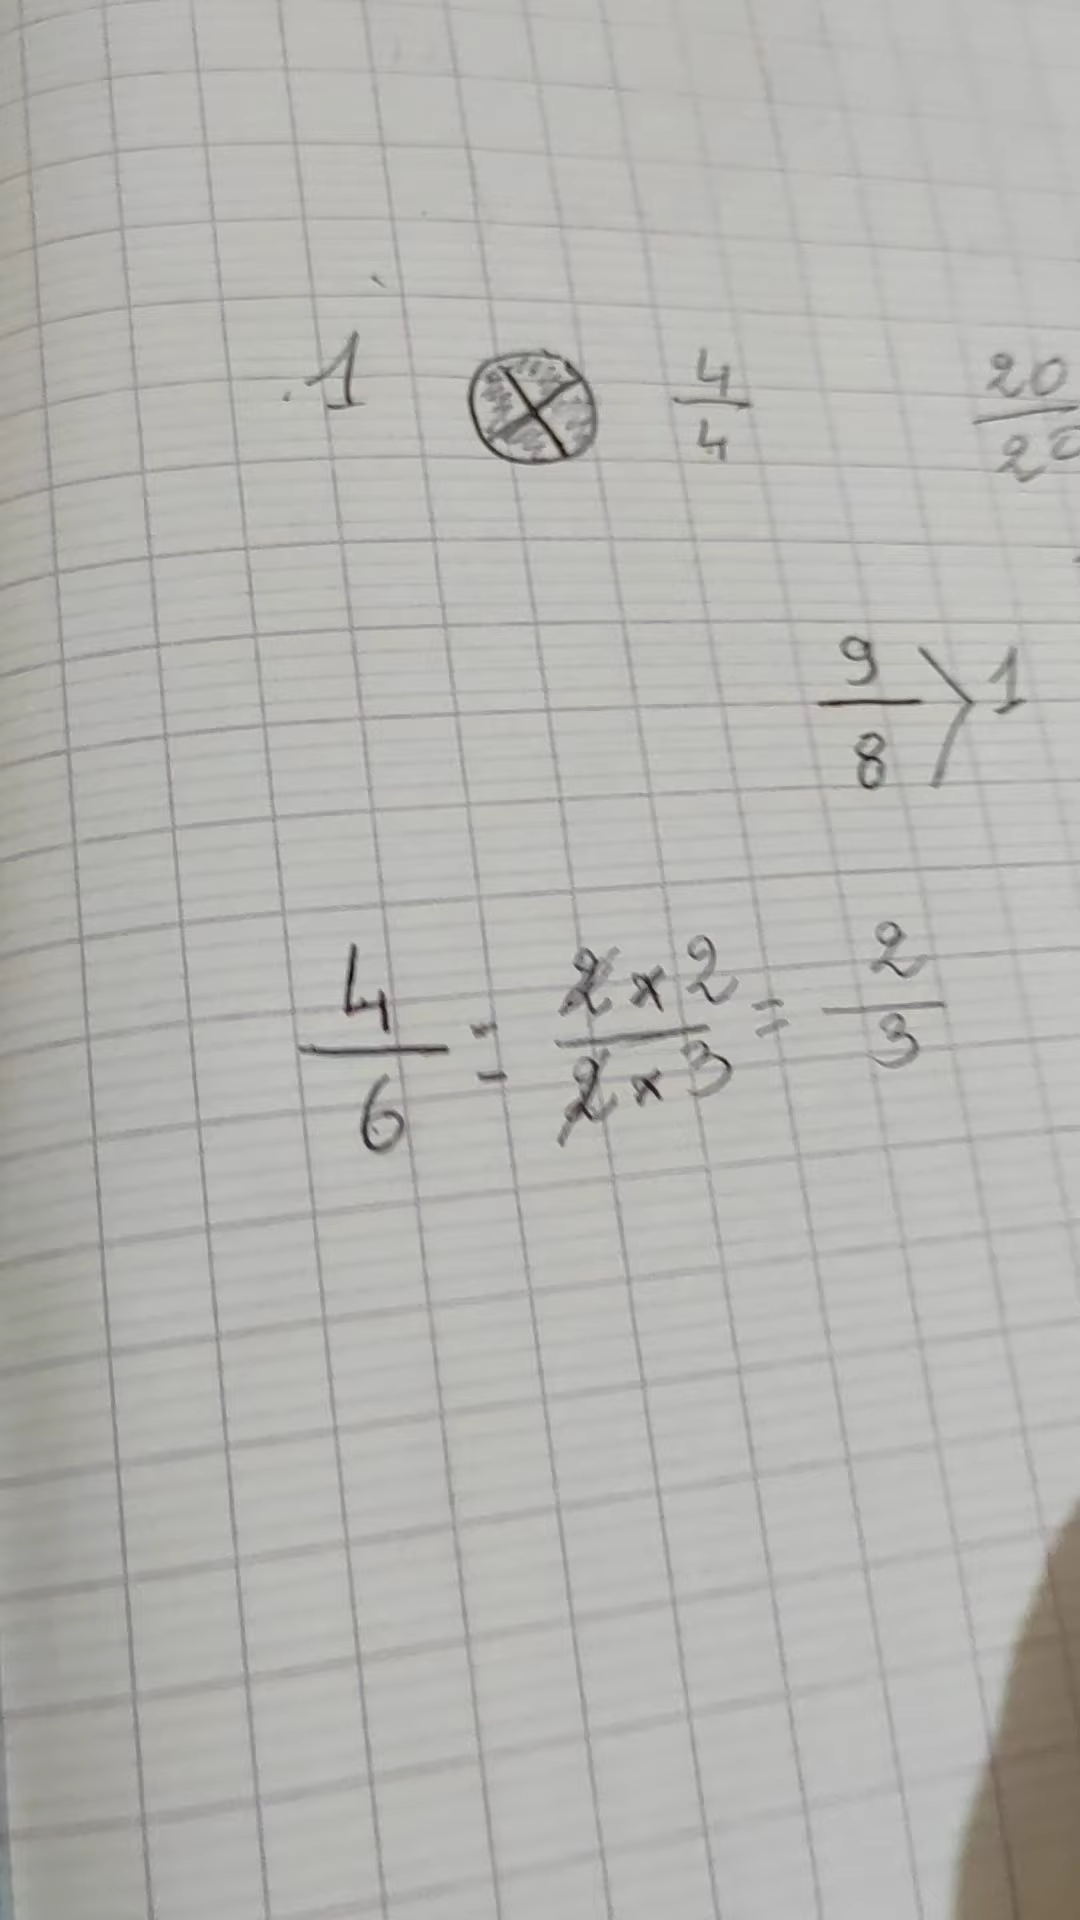 1 4/4 20/20
9/8 > 1
4/6 = 2 x 2 / 2 x 3 = 2/3